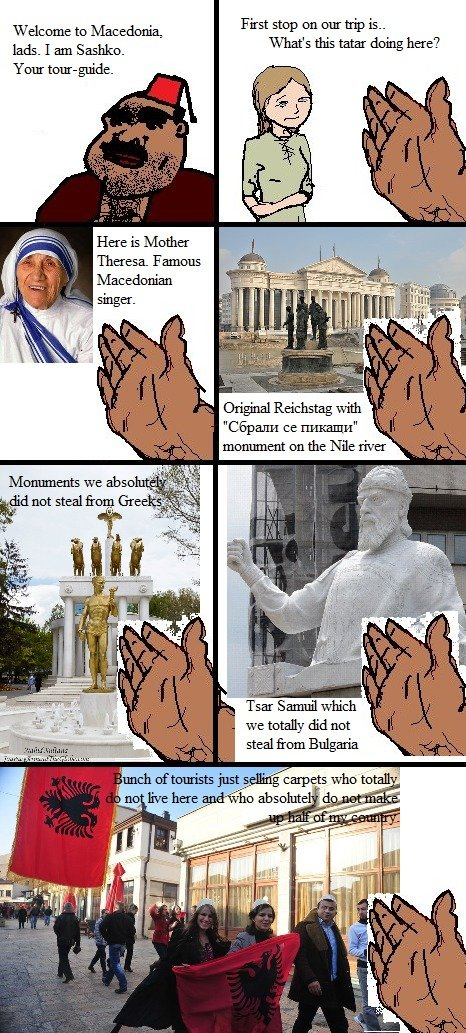 Welcome to Macedonia,
lads. I am Sashko.
Your tour-guide.
First stop on our trip is..
What's this tatar doing here?
Here is Mother
Theresa. Famous
Macedonian
singer.
Original Reichstag with
"Сбрали се пикащи"
monument on the Nile river
Monuments we absolutely
did not steal from Greeks
Nahid Sultana
JourneyAroundTheGlobe.com
Tsar Samuil which
we totally did not
steal from Bulgaria
Bunch of tourists just selling carpets who totally
do not live here and who absolutely do not make
up half of my country